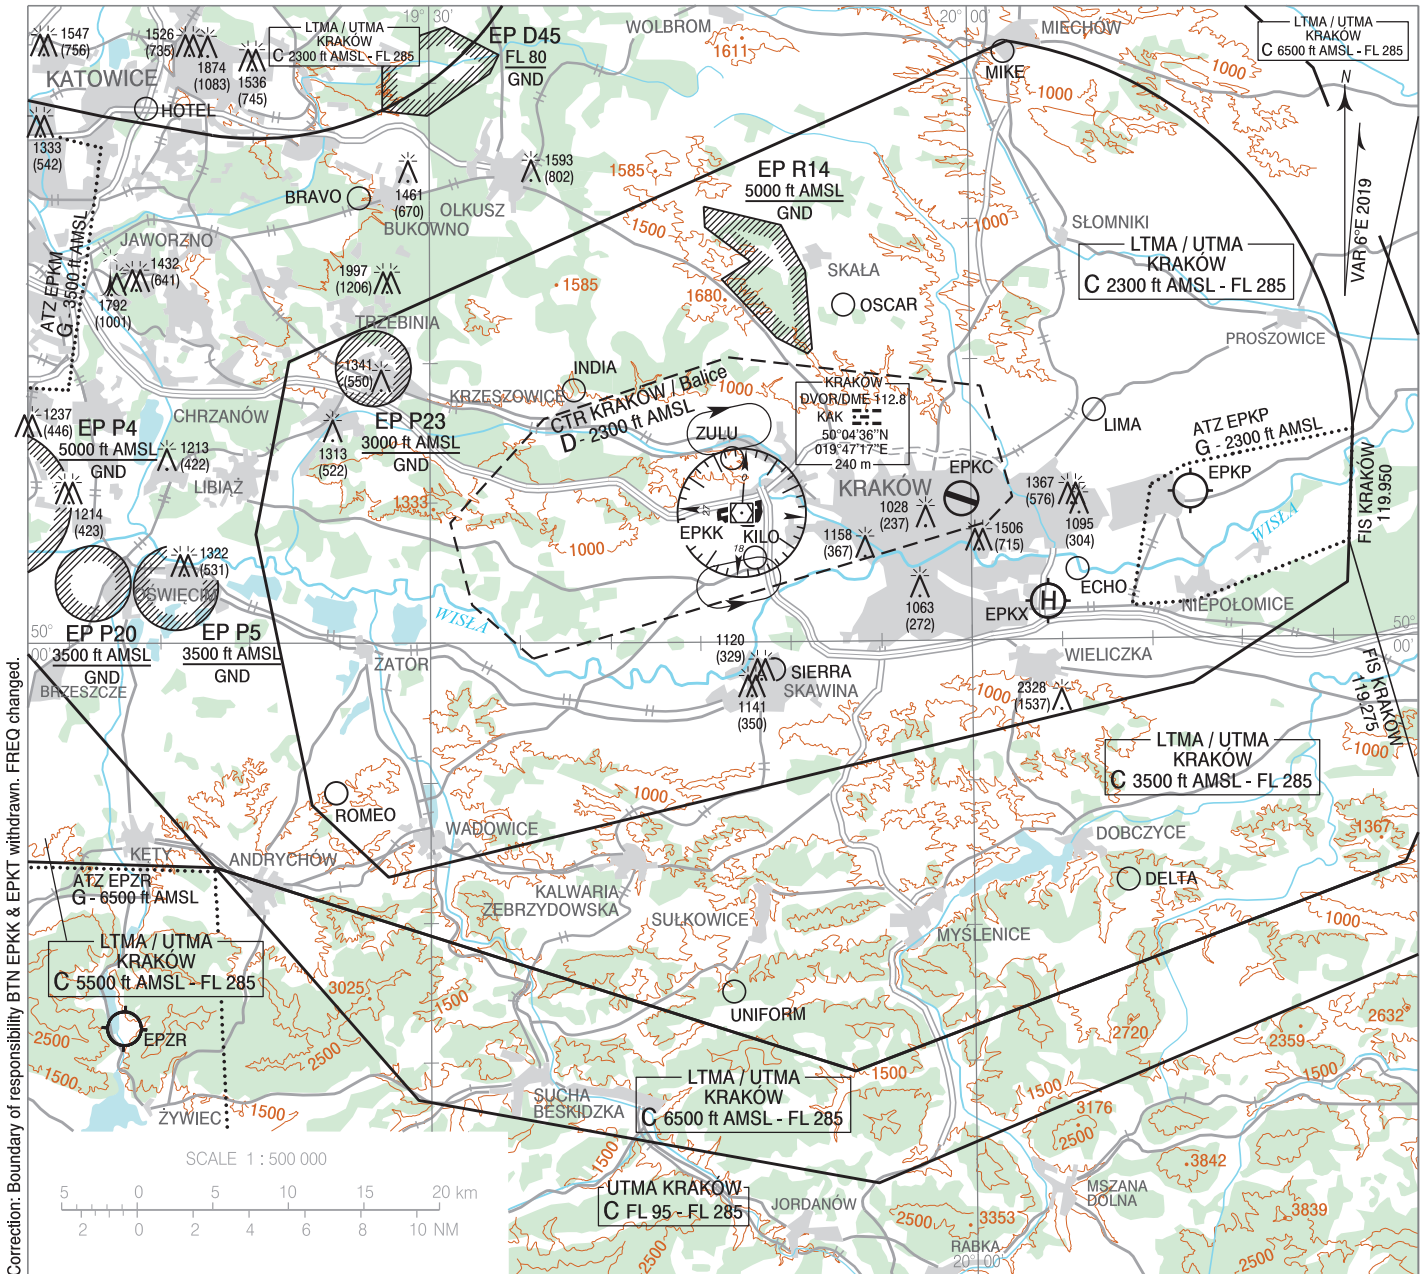 1547
(756)
1526
(735)
1874
(1083)
1536
(745)
KATOWICE
HOTEL
LTMA / UTMA
KRAKÓW
C 2300 ft AMSL - FL 285
19° 30'
EP D45
FL 80
GND
WOLBROM
1611
20° 00'
MIECHÓW
MIKE
1000
1000
LTMA / UTMA
KRAKÓW
C 6500 ft AMSL - FL 285
N
VAR 6°E 2019
1333
(542)
ATZ EPKM
G - 3500 ft AMSL
BRAVO
1461
(670)
OLKUSZ
BUKOWNO
1593
(802)
1585
1500
EP R14
5000 ft AMSL
GND
1000
SŁOMNIKI
LTMA / UTMA
KRAKÓW
C 2300 ft AMSL - FL 285
JAWORZNO
1432
(641)
1792
(1001)
1997
(1206)
1585
1680
SKAŁA
OSCAR
TRZEBINIA
PROSZOWICE
1341
(550)
INDIA
KRZESZOWICE
CTR KRAKÓW / Balice
D - 2300 ft AMSL
1000
KRAKÓW
DVOR/DME 112.8
KAK
50°04'36"N
019°47'17"E
240 m
LIMA
ATZ EPKP
G - 2300 ft AMSL
EPKP
1237
(446)
EP P4
5000 ft AMSL
GND
CHRZANÓW
1213
(422)
LIBIĄŻ
1313
(522)
EP P23
3000 ft AMSL
GND
1333
ZULU
0
EPKK
27
18
KILO
EPKC
KRAKÓW
1028
(237)
1158
(367)
1506
(715)
1367
(576)
1095
(304)
FIS KRAKÓW
119.950
WISŁA
1214
(423)
1322
(531)
1000
OŚWIĘCIM
WISŁA
1063
(272)
ECHO
EPKX
H
NIEPOŁOMICE
EP P20
3500 ft AMSL
GND
EP P5
3500 ft AMSL
GND
50°
00'
50°
00'
BRZESZCZE
ZATOR
1120
(329)
SIERRA
SKAWINA
1141
(350)
WIELICZKA
1000
2328
(1537)
FIS KRAKÓW
119.275
1000
LTMA / UTMA
KRAKÓW
C 3500 ft AMSL - FL 285
ROMEO
1000
WADOWICE
DOBCZYCE
1367
KĘTY
ANDRYCHÓW
ATZ EPZR
G - 6500 ft AMSL
KALWARIA
ZEBRZYDOWSKA
SUŁKOWICE
DELTA
1000
MYŚLENICE
LTMA / UTMA
KRAKÓW
C 5500 ft AMSL - FL 285
3025
1500
UNIFORM
2720
2359
2632
EPZR
2500
2500
1500
1500
1500
1500
1500
ŻYWIEC
SUCHA
BESKIDZKA
LTMA / UTMA
KRAKÓW
C 6500 ft AMSL - FL 285
3176
2500
3842
SCALE 1 : 500 000
5 0 5 10 15 20 km
2 0 2 4 6 8 10 NM
1500
UTMA KRAKÓW
C FL 95 - FL 285
JORDANÓW
MSZANA
DOLNA
2500
3353
3839
2500
RABKA
20° 00'
2500
Correction: Boundary of responsibility BTN EPKK & EPKT withdrawn. FREQ changed.